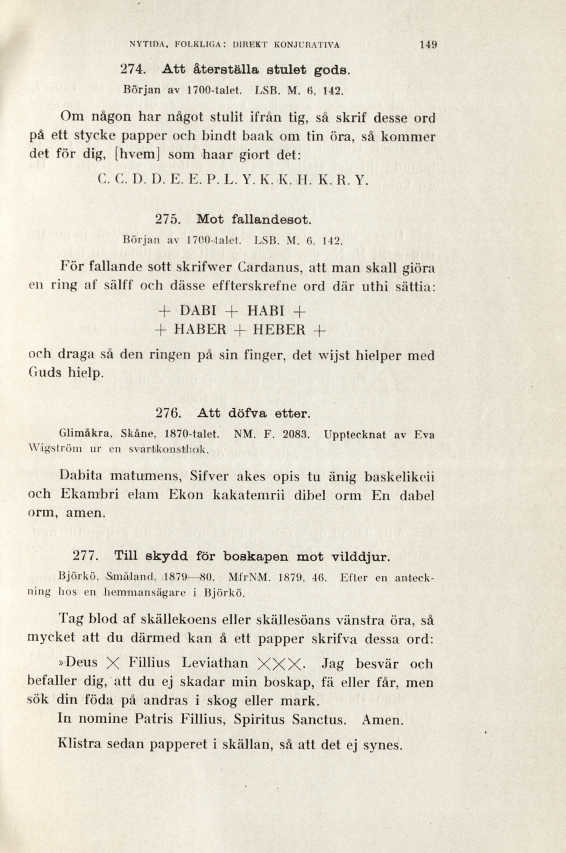 NYTIDA, FOLKLIGA: DIREKT KONJURATIVA 149
274. Att återställa stulet gods.
Början av 1700-talet. LSB. M. 6, 142.
Om någon har något stulit ifrån tig, så skrif desse ord
på ett stycke papper och bindt baak om tin öra, så kommer
det för dig, [hvem] som haar giort det:
C. C. D. D. E. E. P. L. Y. K. K. H. K. R. Y.
275. Mot fallandesot.
Början av 1700-talet. LSB. M. 6, 142.
För fallande sott skrifwer Cardanus, att man skall giöra
en ring af sälff och dässe effterskrefne ord där uthi sättia:
+ DABI + HABI +
+ HABER + HEBER +
och draga så den ringen på sin finger, det wijst hielper med
Guds hielp.
276. Att döfva etter.
Glimåkra, Skåne, 1870-talet. NM. F. 2083. Upptecknat av Eva
Wigström ur en svartkonstbok.
Dabita matumens, Sifver akes opis tu änig baskelikeii
och Ekambri elam Ekon kakatemrii dibel orm En dabel
orm, amen.
277. Till skydd för boskapen mot vilddjur.
Björkö, Småland, 1879—80. MfrNM. 1879, 46. Efter en anteck-
ning hos en hemmansägare i Björkö.
Tag blod af skällekoens eller skällesöans vänstra öra, så
mycket att du därmed kan å ett papper skrifva dessa ord:
»Deus X Fillius Leviathan XXX. Jag besvär och
befaller dig, att du ej skadar min boskap, fä eller får, men
sök din föda på andras i skog eller mark.
In nomine Patris Fillius, Spiritus Sanctus. Amen.
Klistra sedan papperet i skällan, så att det ej synes.